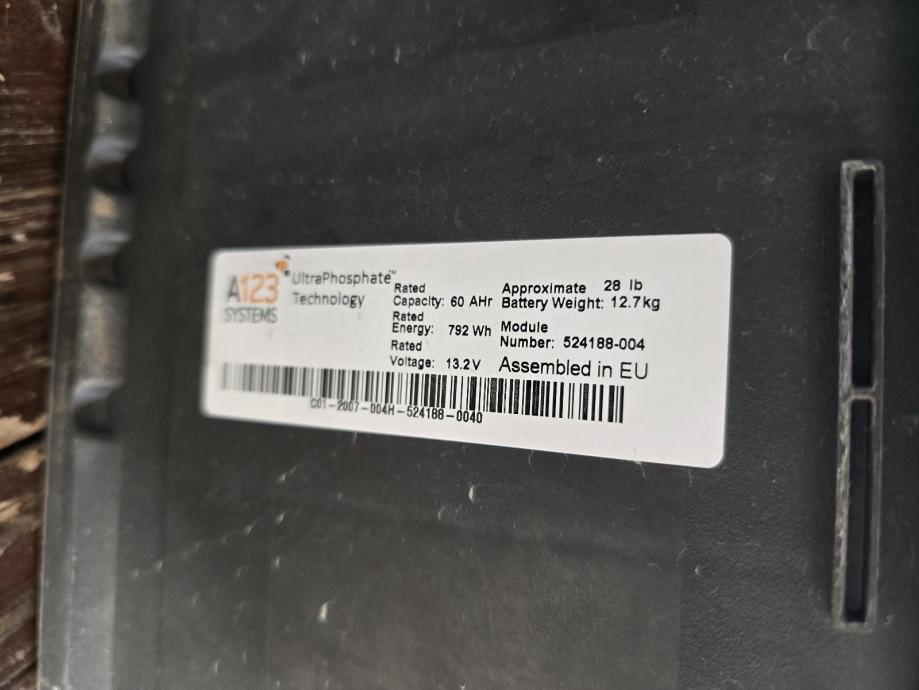 A123
SYSTEMS
UltraPhosphate™
Technology
Rated
Capacity: 60 AHr
Rated
Energy: 792 Wh
Rated
Voltage: 13.2V
Approximate 28 lb
Battery Weight: 12.7kg
Module
Number: 524188-004
Assembled in EU
C01-2007-004H-524188-0040